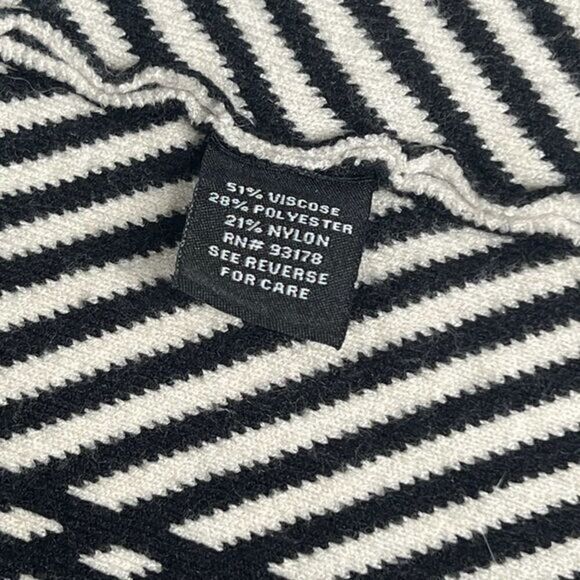 51% VISCOSE
28% POLYESTER
21% NYLON
RN# 93178
SEE REVERSE
FOR CARE